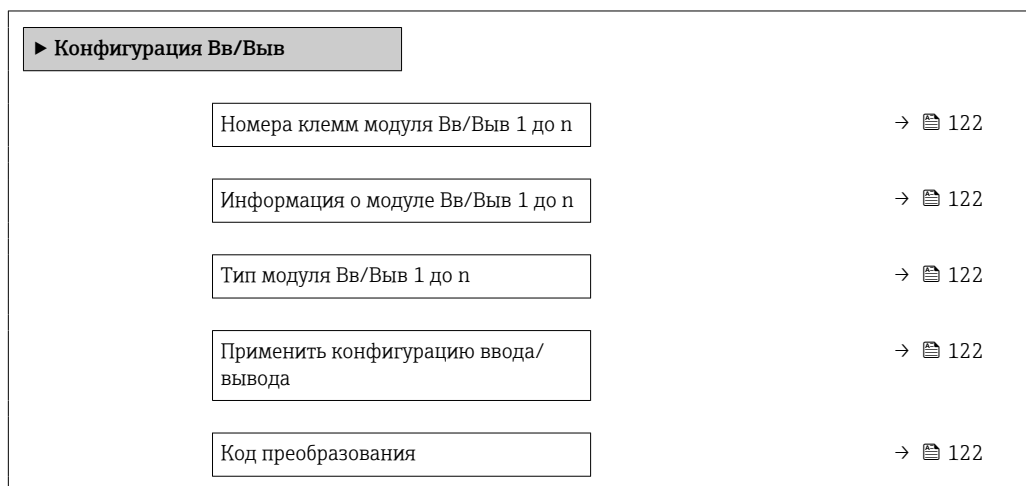 ▶ Конфигурация Вв/Выв
Номера клемм модуля Вв/Выв 1 до n → 122
Информация о модуле Вв/Выв 1 до n → 122
Тип модуля Вв/Выв 1 до n → 122
Применить конфигурацию ввода/ → 122
вывода
Код преобразования → 122